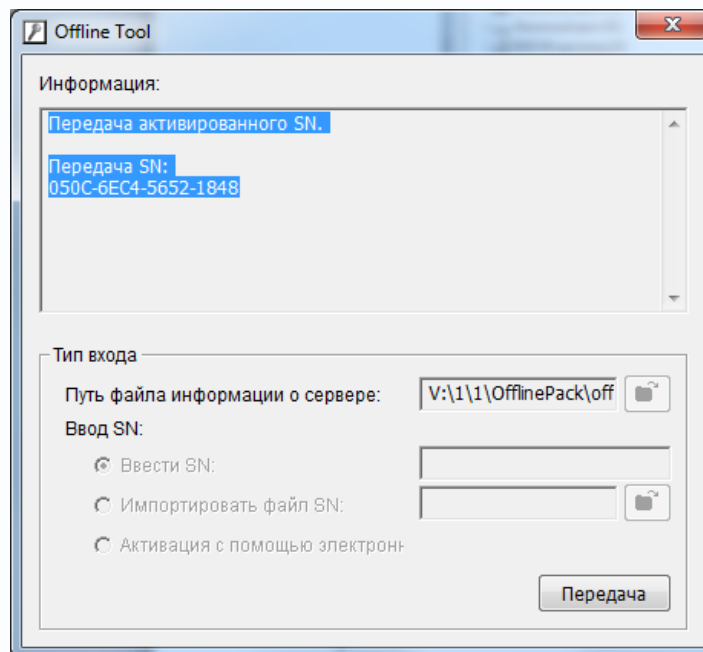 Offline Tool
Информация:
Передача активированного SN.
Передача SN:
050C-6EC4-5652-1848
Тип входа
Путь файла информации о сервере:
V:\1\1\OfflinePack\off
Ввод SN:
Ввести SN:
Импортировать файл SN:
Активация с помощью электронн
Передача